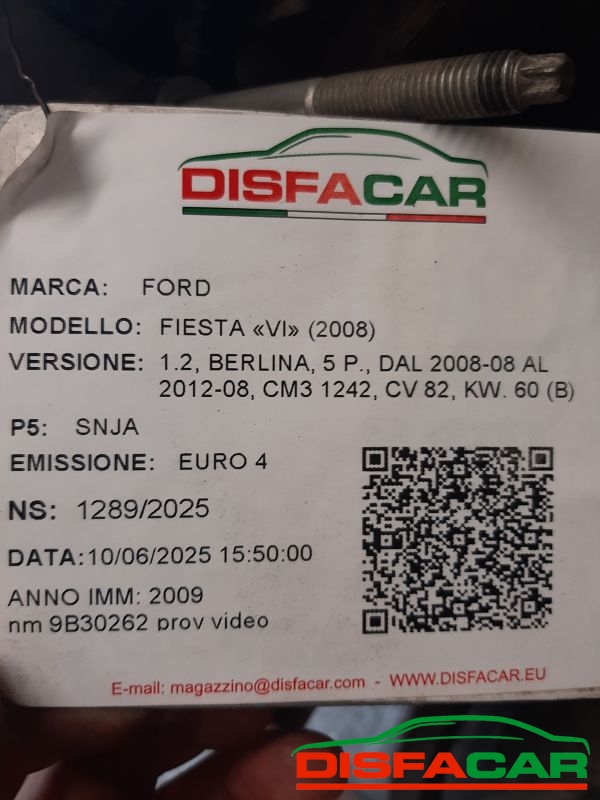 DISFACAR
MARCA: FORD
MODELLO: FIESTA «VI» (2008)
VERSIONE: 1.2, BERLINA, 5 P., DAL 2008-08 AL
2012-08, CM3 1242, CV 82, KW. 60 (B)
P5: SNJA
EMISSIONE: EURO 4
NS: 1289/2025
DATA:10/06/2025 15:50:00
ANNO IMM: 2009
nm 9B30262 prov video
E-mail: magazzino@disfacar.com - WWW.DISFACAR.EU
DISFACAR